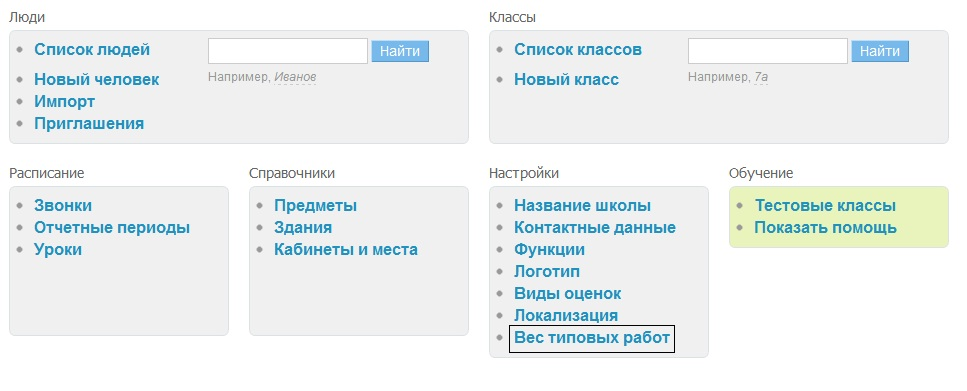 Люди
Список людей
Найти
Например, Иванов
Новый человек
Импорт
Приглашения
Классы
Список классов
Найти
Например, 7а
Новый класс
Расписание
Звонки
Отчетные периоды
Уроки
Справочники
Предметы
Здания
Кабинеты и места
Настройки
Название школы
Контактные данные
Функции
Логотип
Виды оценок
Локализация
Вес типовых работ
Обучение
Тестовые классы
Показать помощь